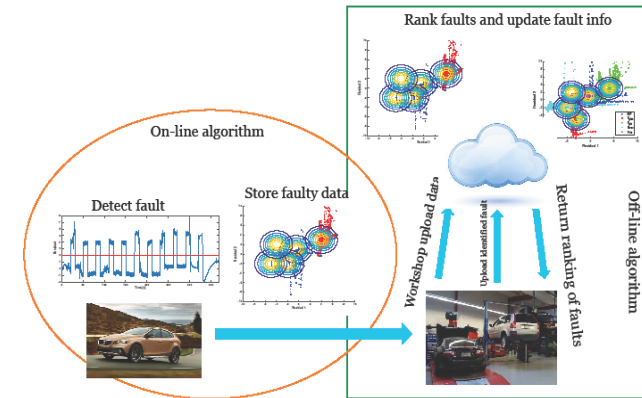 Rank faults and update fault info
On-line algorithm
Detect fault
Store faulty data
Workshop upload data
Upload identified fault
Return ranking of faults
Off-line algorithm